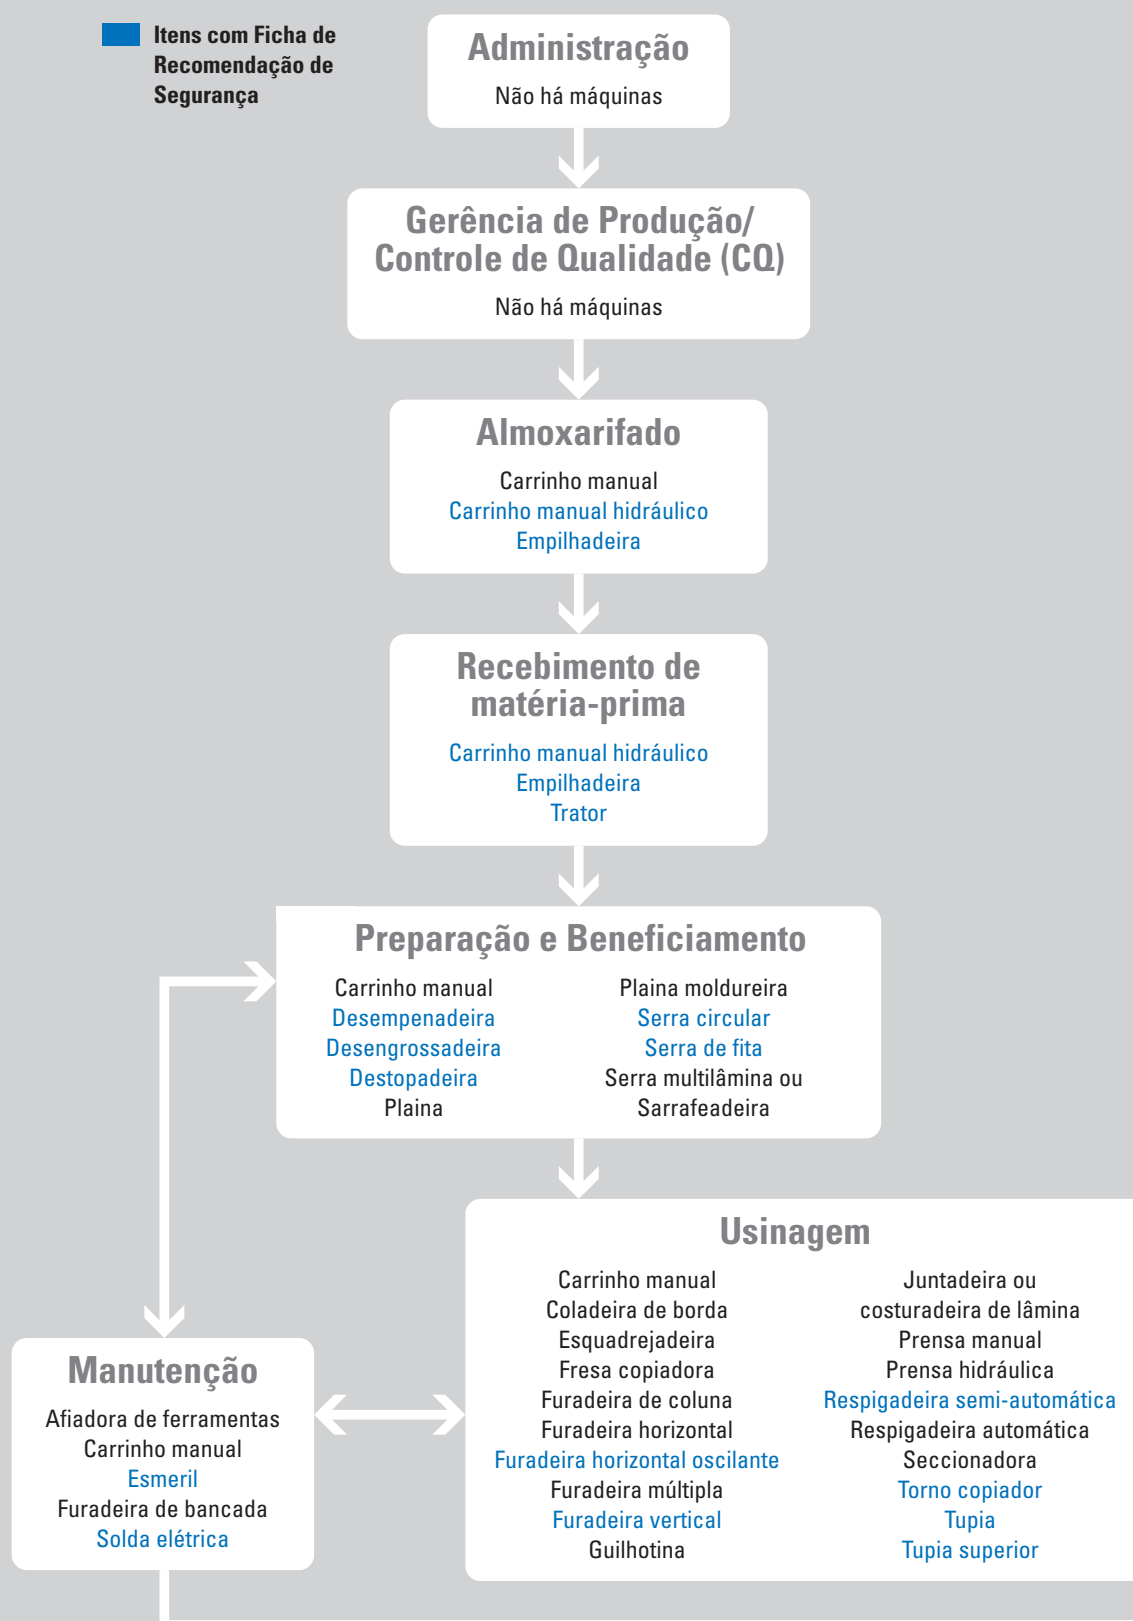 Itens com Ficha de
Recomendação de
Segurança
Administração
Não há máquinas
Gerência de Produção/
Controle de Qualidade (CQ)
Não há máquinas
Almoxarifado
Carrinho manual
Carrinho manual hidráulico
Empilhadeira
Recebimento de
matéria-prima
Carrinho manual hidráulico
Empilhadeira
Trator
Preparação e Beneficiamento
Carrinho manual
Desempenadeira
Desengrossadeira
Destopadeira
Plaina
Plaina moldureira
Serra circular
Serra de fita
Serra multilâmina ou
Sarrafeadeira
Usinagem
Carrinho manual
Coladeira de borda
Esquadrejadeira
Fresa copiadora
Furadeira de coluna
Furadeira horizontal
Furadeira horizontal oscilante
Furadeira múltipla
Furadeira vertical
Guilhotina
Juntadeira ou
costuradeira de lâmina
Prensa manual
Prensa hidráulica
Respigadeira semi-automática
Respigadeira automática
Seccionadora
Torno copiador
Tupia
Tupia superior
Manutenção
Afiadora de ferramentas
Carrinho manual
Esmeril
Furadeira de bancada
Solda elétrica